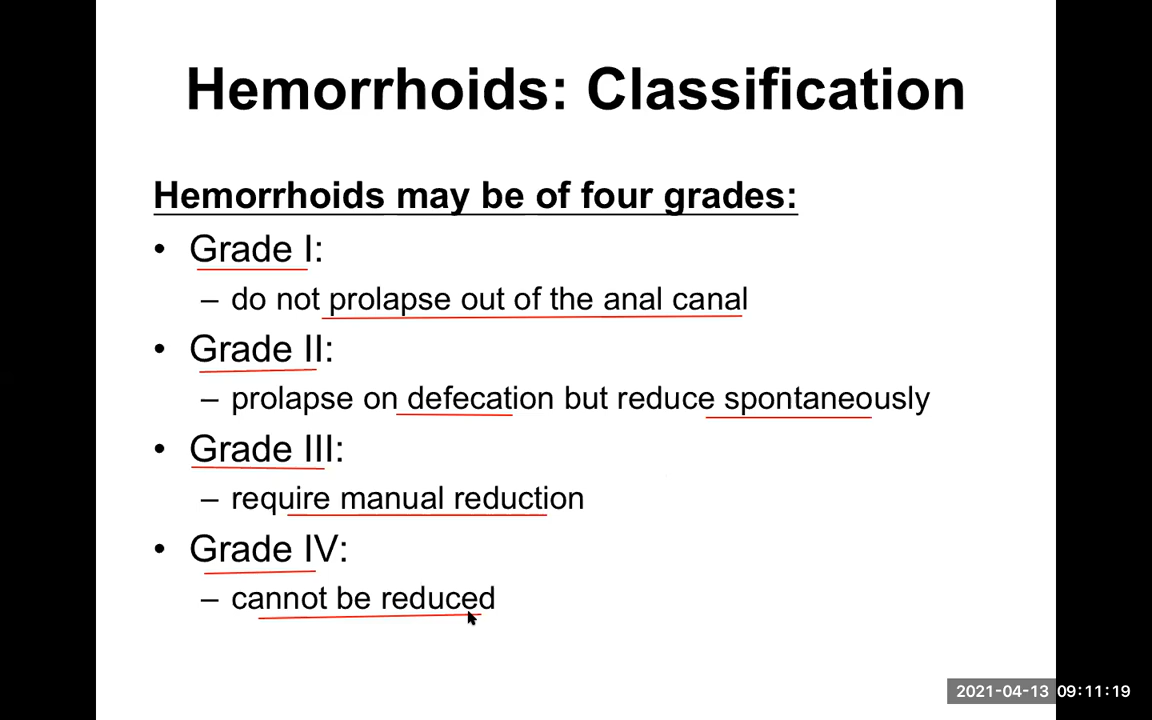 Hemorrhoids: Classification
Hemorrhoids may be of four grades:
• Grade I:
– do not prolapse out of the anal canal
• Grade II:
– prolapse on defecation but reduce spontaneously
• Grade III:
– require manual reduction
• Grade IV:
– cannot be reduced
2021-04-13 09:11:19